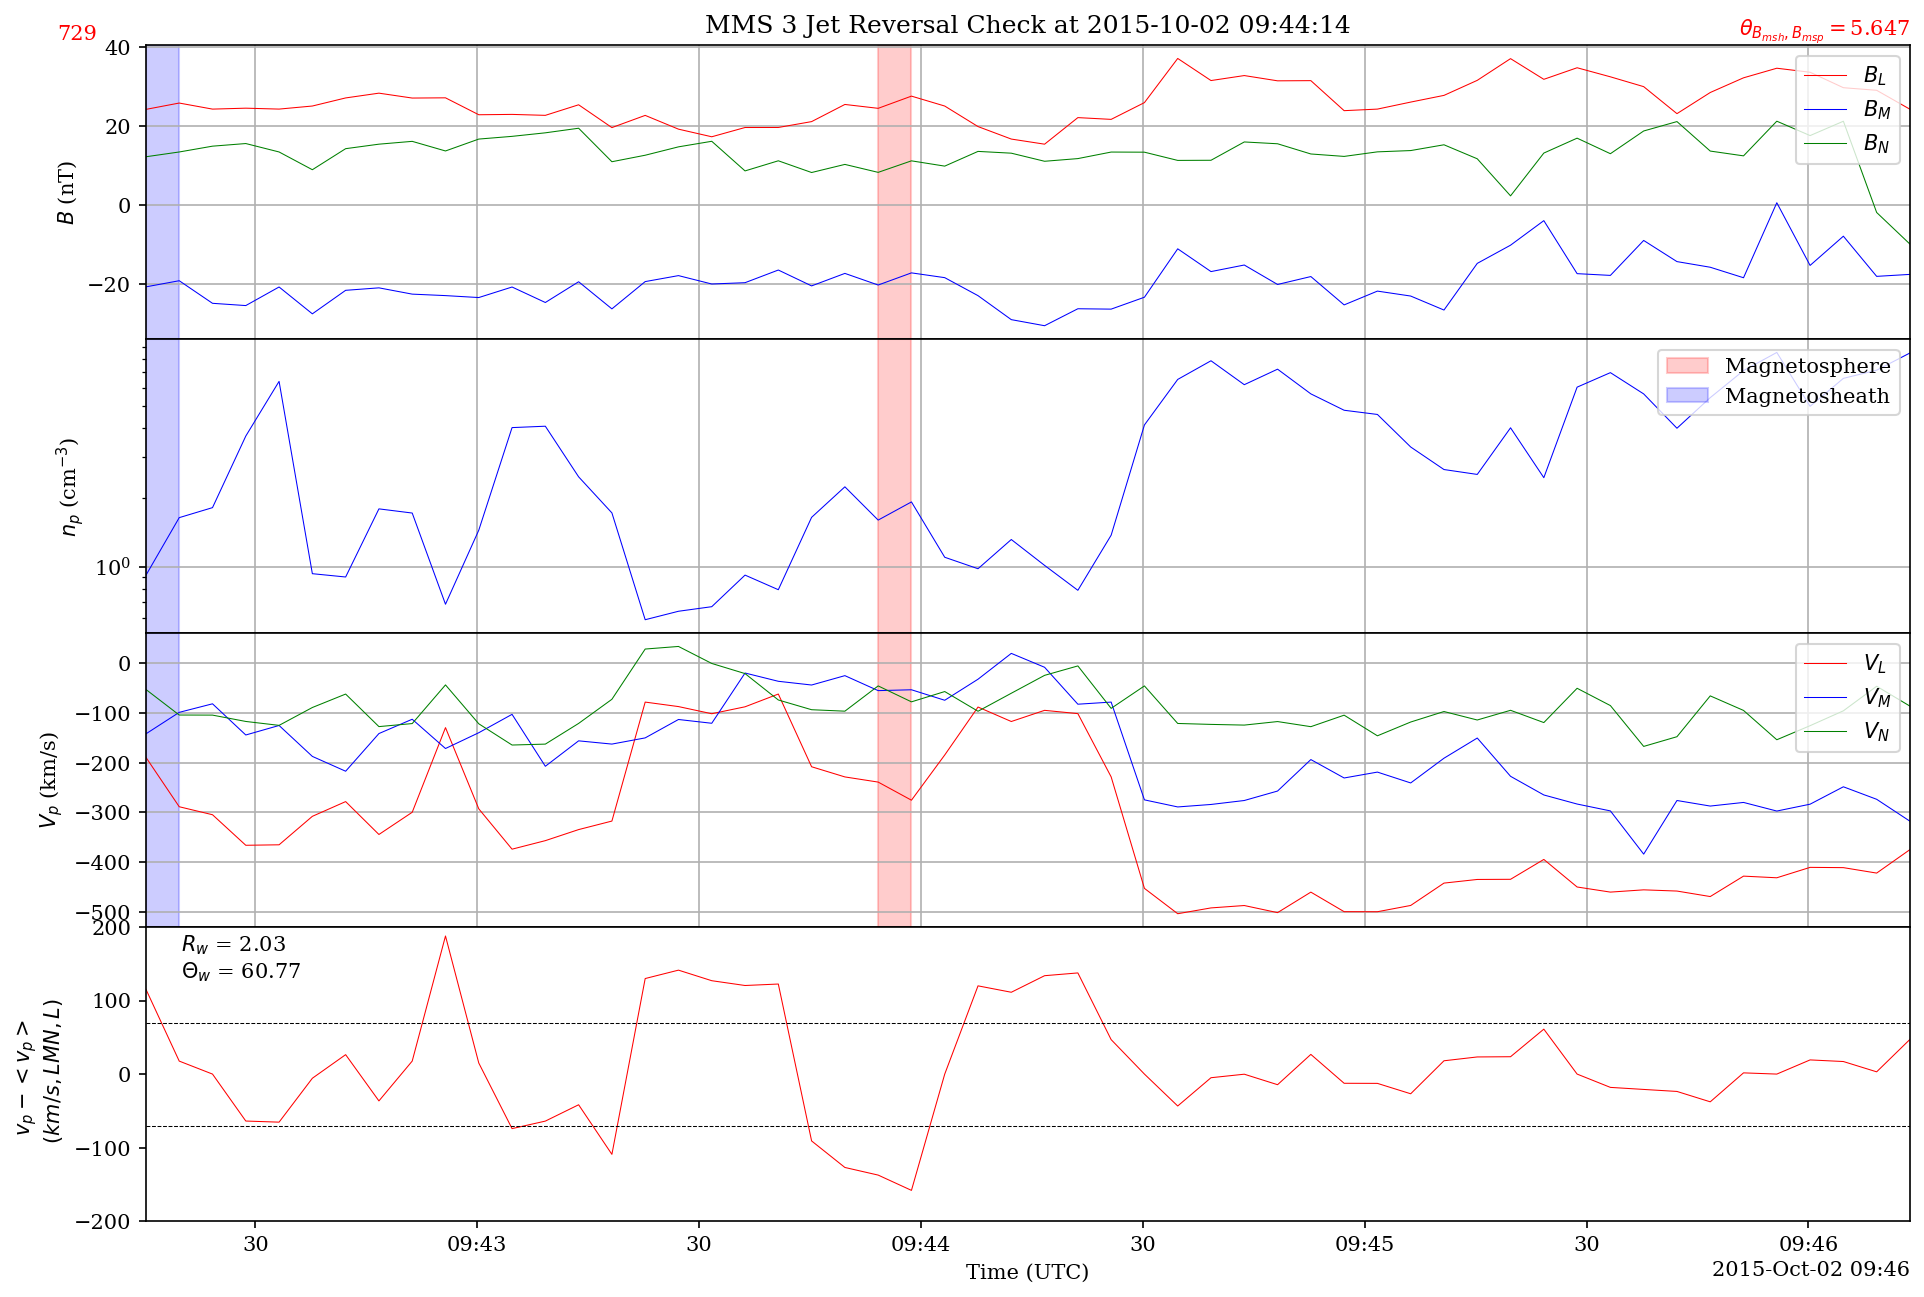 MMS 3 Jet Reversal Check at 2015-10-02 09:44:14
729
θ_{B_{msh}, B_{msp}} = 5.647
40
20
0
−20
B (nT)
B_L
B_M
B_N
10^0
n_p (cm^{−3})
Magnetosphere
Magnetosheath
0
−100
−200
−300
−400
−500
V_p (km/s)
V_L
V_M
V_N
200
100
0
−100
−200
v_p − < v_p >
(km/s, LMN, L)
R_w = 2.03
Θ_w = 60.77
30 09:43 30 09:44 30 09:45 30 09:46
Time (UTC)
2015-Oct-02 09:46